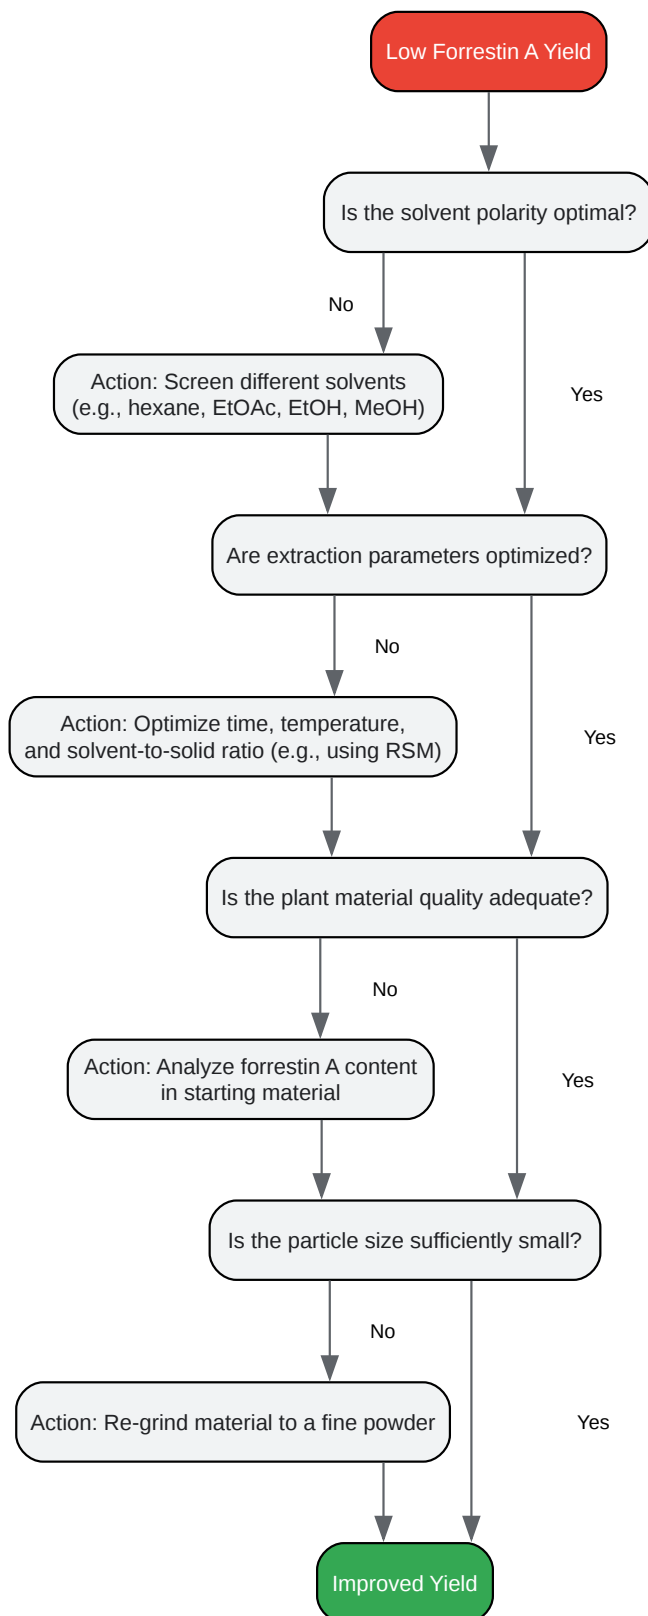 Low Forrestin A Yield
Is the solvent polarity optimal?
No
Action: Screen different solvents
(e.g., hexane, EtOAc, EtOH, MeOH)
Yes
Are extraction parameters optimized?
No
Action: Optimize time, temperature,
and solvent-to-solid ratio (e.g., using RSM)
Yes
Is the plant material quality adequate?
No
Action: Analyze forrestin A content
in starting material
Yes
Is the particle size sufficiently small?
No
Action: Re-grind material to a fine powder
Yes
Improved Yield